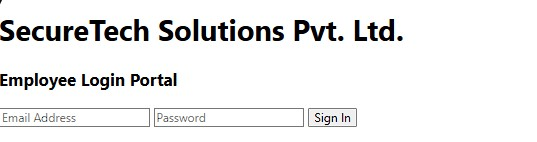 SecureTech Solutions Pvt. Ltd.
Employee Login Portal
Email Address Password Sign In